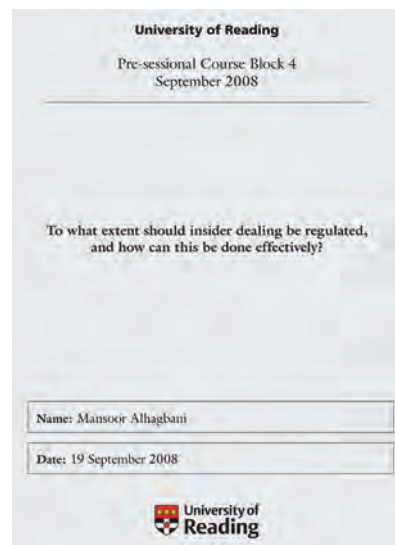 University of Reading
Pre-sessional Course Block 4
September 2008
To what extent should insider dealing be regulated,
and how can this be done effectively?
Name: Mansoor Alhagbani
Date: 19 September 2008
University of
Reading